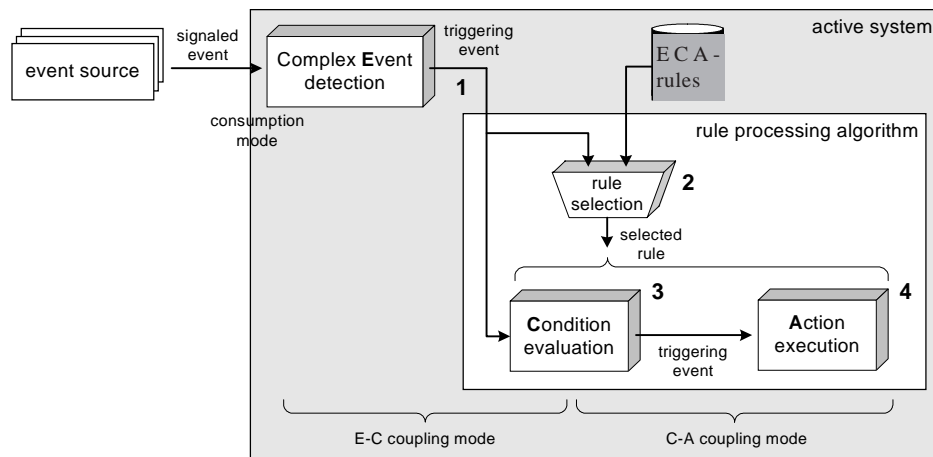 active system
event source
signaled
event
Complex Event
detection
triggering
event
1
ECA-
rules
consumption
mode
rule processing algorithm
rule
selection
2
selected
rule
Condition
evaluation
3
triggering
event
Action
execution
4
E-C coupling mode
C-A coupling mode